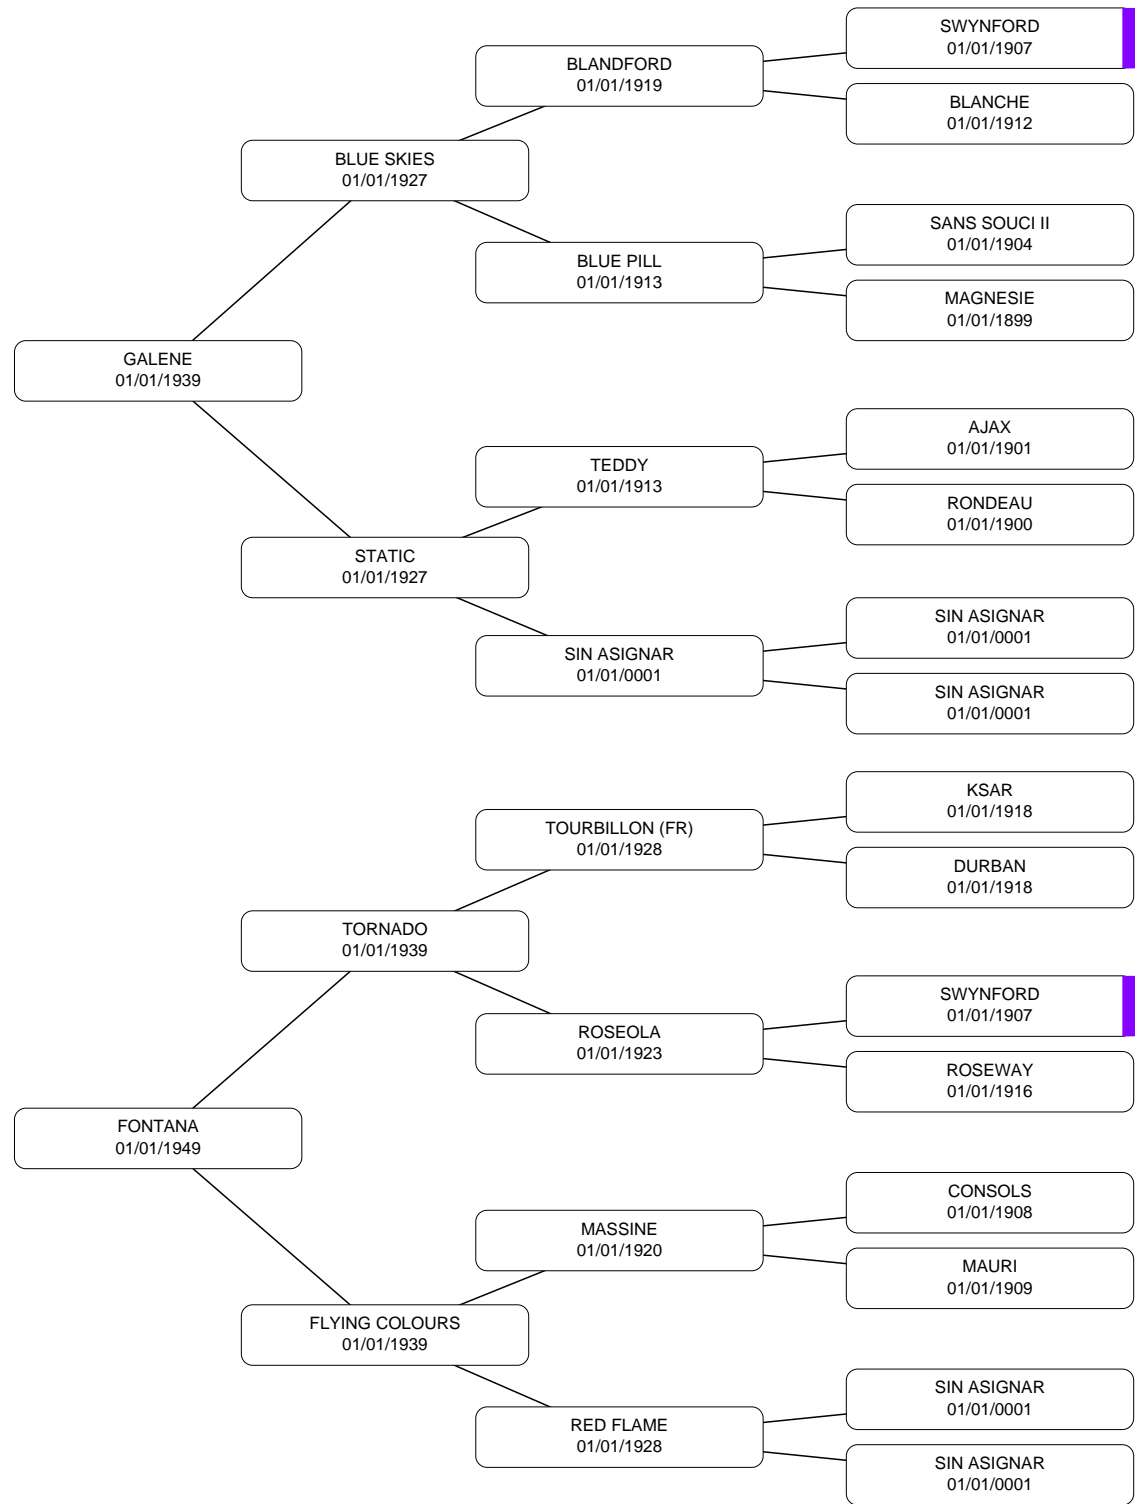 SWYNFORD
01/01/1907
BLANDFORD
01/01/1919
BLANCHE
01/01/1912
BLUE SKIES
01/01/1927
SANS SOUCI II
01/01/1904
BLUE PILL
01/01/1913
MAGNESIE
01/01/1899
GALENE
01/01/1939
AJAX
01/01/1901
TEDDY
01/01/1913
RONDEAU
01/01/1900
STATIC
01/01/1927
SIN ASIGNAR
01/01/0001
SIN ASIGNAR
01/01/0001
SIN ASIGNAR
01/01/0001
KSAR
01/01/1918
TOURBILLON (FR)
01/01/1928
DURBAN
01/01/1918
TORNADO
01/01/1939
SWYNFORD
01/01/1907
ROSEOLA
01/01/1923
ROSEWAY
01/01/1916
FONTANA
01/01/1949
CONSOLS
01/01/1908
MASSINE
01/01/1920
MAURI
01/01/1909
FLYING COLOURS
01/01/1939
SIN ASIGNAR
01/01/0001
RED FLAME
01/01/1928
SIN ASIGNAR
01/01/0001